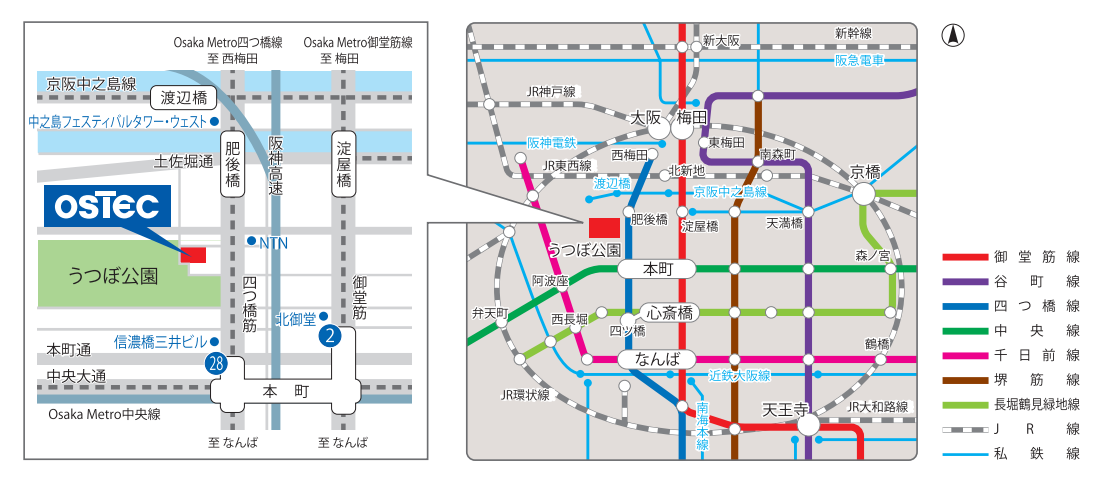 Osaka Metro四つ橋線
至 西梅田
Osaka Metro御堂筋線
至 梅田
京阪中之島線
渡辺橋
中之島フェスティバルタワー・ウェスト
土佐堀通
肥後橋
阪神高速
淀屋橋
OSTEC
NTN
うつぼ公園
四つ橋筋
御堂筋
北御堂
2
信濃橋三井ビル
28
本町通
中央大通
本町
Osaka Metro中央線
至 なんば
至 なんば
新大阪
新幹線
阪急電車
JR神戸線
大阪
梅田
阪神電鉄
東梅田
西梅田
南森町
JR東西線
北新地
京橋
渡辺橋
京阪中之島線
肥後橋
淀屋橋
天満橋
うつぼ公園
森ノ宮
本町
阿波座
弁天町
西長堀
四ツ橋
心斎橋
鶴橋
なんば
近鉄大阪線
JR環状線
南海本線
天王寺
JR大和路線
御堂筋線
谷町線
四つ橋線
中央線
千日前線
堺筋線
長堀鶴見緑地線
JR線
私鉄線